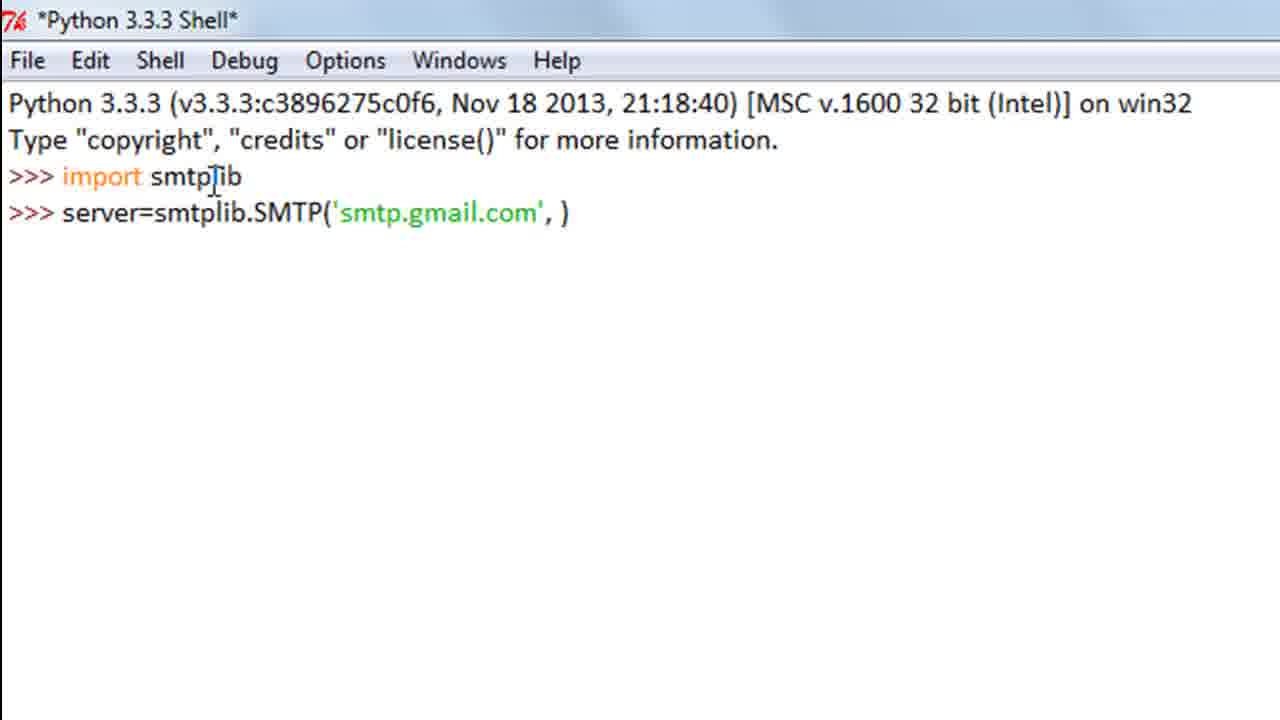 *Python 3.3.3 Shell*
File Edit Shell Debug Options Windows Help
Python 3.3.3 (v3.3.3:c3896275c0f6, Nov 18 2013, 21:18:40) [MSC v.1600 32 bit (Intel)] on win32
Type "copyright", "credits" or "license()" for more information.
>>> import smtplib
>>> server=smtplib.SMTP('smtp.gmail.com', )